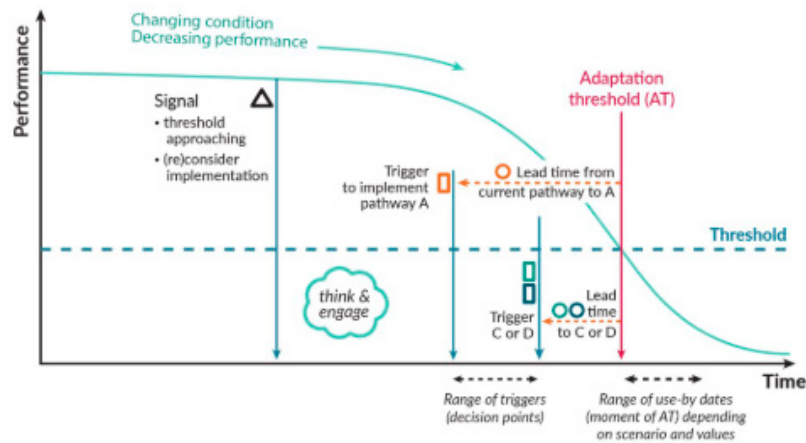 Changing condition
Decreasing performance
Performance
Signal
• threshold
approaching
• (re)consider
implementation
Adaptation
threshold (AT)
Trigger
to implement
pathway A
Lead time from
current pathway to A
Threshold
think &
engage
Trigger
C or D
Lead
time
to C or D
Time
Range of triggers
(decision points)
Range of use-by dates
(moment of AT) depending
on scenario and values